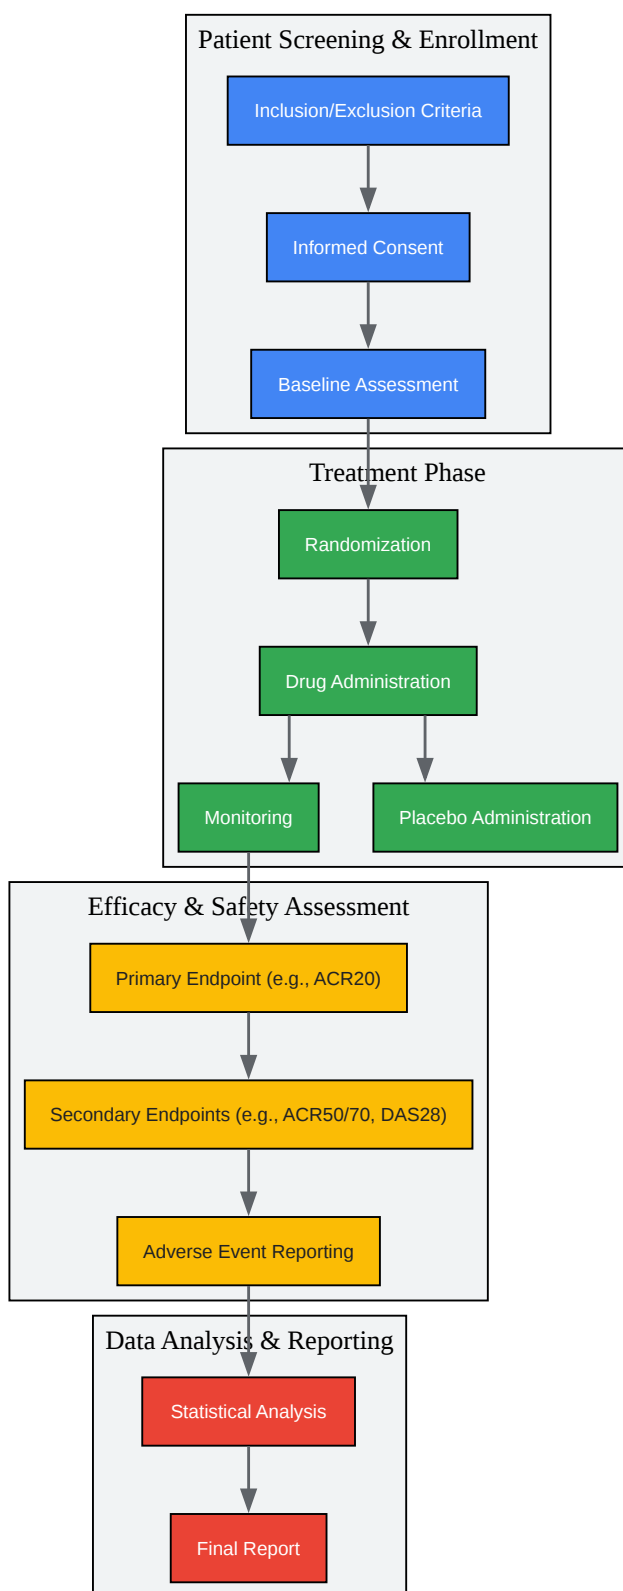 Patient Screening & Enrollment
Inclusion/Exclusion Criteria
Informed Consent
Baseline Assessment
Treatment Phase
Randomization
Drug Administration
Monitoring
Placebo Administration
Efficacy & Safety Assessment
Primary Endpoint (e.g., ACR20)
Secondary Endpoints (e.g., ACR50/70, DAS28)
Adverse Event Reporting
Data Analysis & Reporting
Statistical Analysis
Final Report